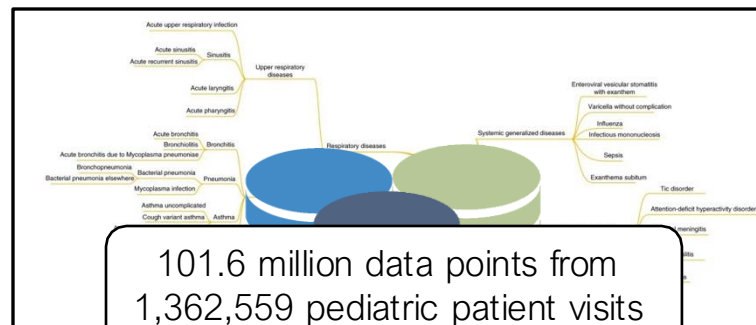 Acute upper respiratory infection
Acute sinusitis
Sinusitis
Acute recurrent sinusitis
Upper respiratory
diseases
Acute laryngitis
Acute pharyngitis
Enteroviral vesicular stomatitis
with exanthem
Varicella without complication
Influenza
Systemic generalized diseases
Infectious mononucleosis
Sepsis
Exanthema subitum
Respiratory diseases
Acute bronchitis
Bronchiolitis
Bronchitis
Acute bronchitis due to Mycoplasma pneumoniae
Bronchopneumonia
Bacterial pneumonia
Bacterial pneumonia elsewhere
Pneumonia
Mycoplasma infection
Asthma uncomplicated
Cough variant asthma
Asthma
Tic disorder
Attention-deficit hyperactivity disorder
meningitis
101.6 million data points from
1,362,559 pediatric patient visits